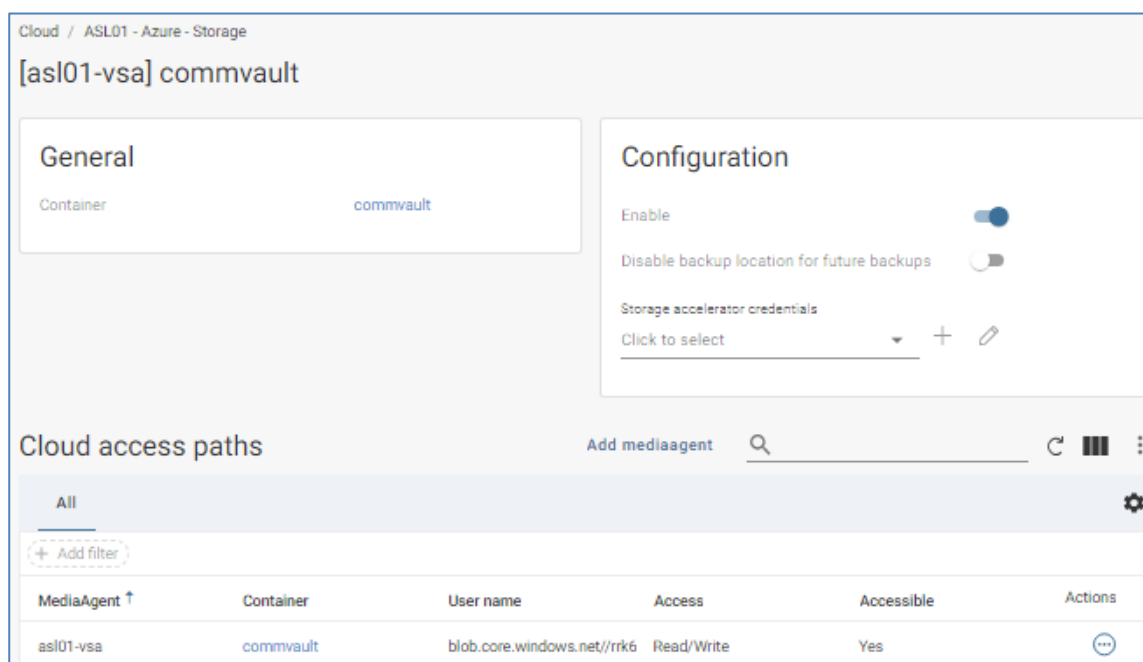 Cloud / ASL01 - Azure - Storage
[asl01-vsa] commvault
General
Container commvault
Configuration
Enable
Disable backup location for future backups
Storage accelerator credentials
Click to select
Cloud access paths Add mediaagent
All
+ Add filter
MediaAgent ↑ Container User name Access Accessible Actions
asl01-vsa commvault blob.core.windows.net//rrk6 Read/Write Yes